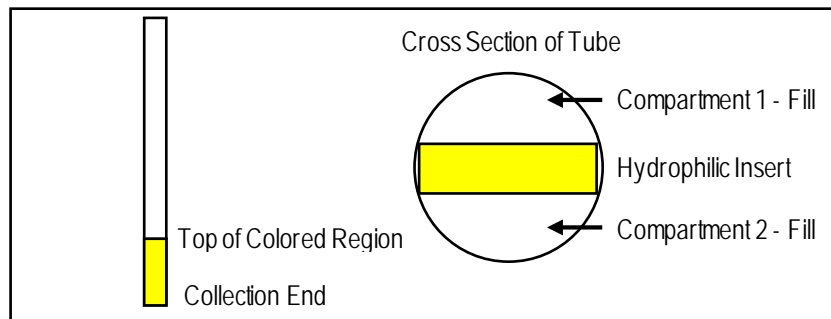 Cross Section of Tube
Compartment 1 - Fill
Hydrophilic Insert
Compartment 2 - Fill
Top of Colored Region
Collection End